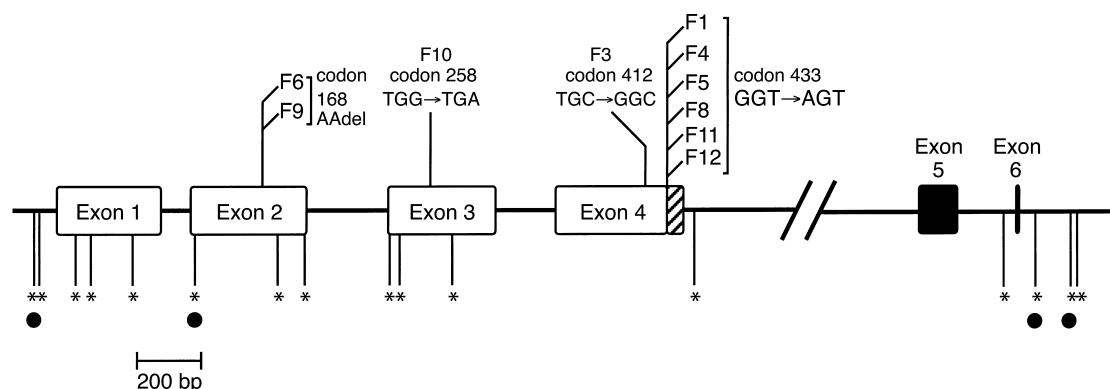 F1
F4
F5
F8
F11
F12
codon 433
GGT→AGT
F10
codon 258
TGG→TGA
F3
codon 412
TGC→GGC
F6
F9
codon
168
AAdel
Exon 1
Exon 2
Exon 3
Exon 4
Exon
5
Exon
6
** * * * * * * ** * * * * **
200 bp